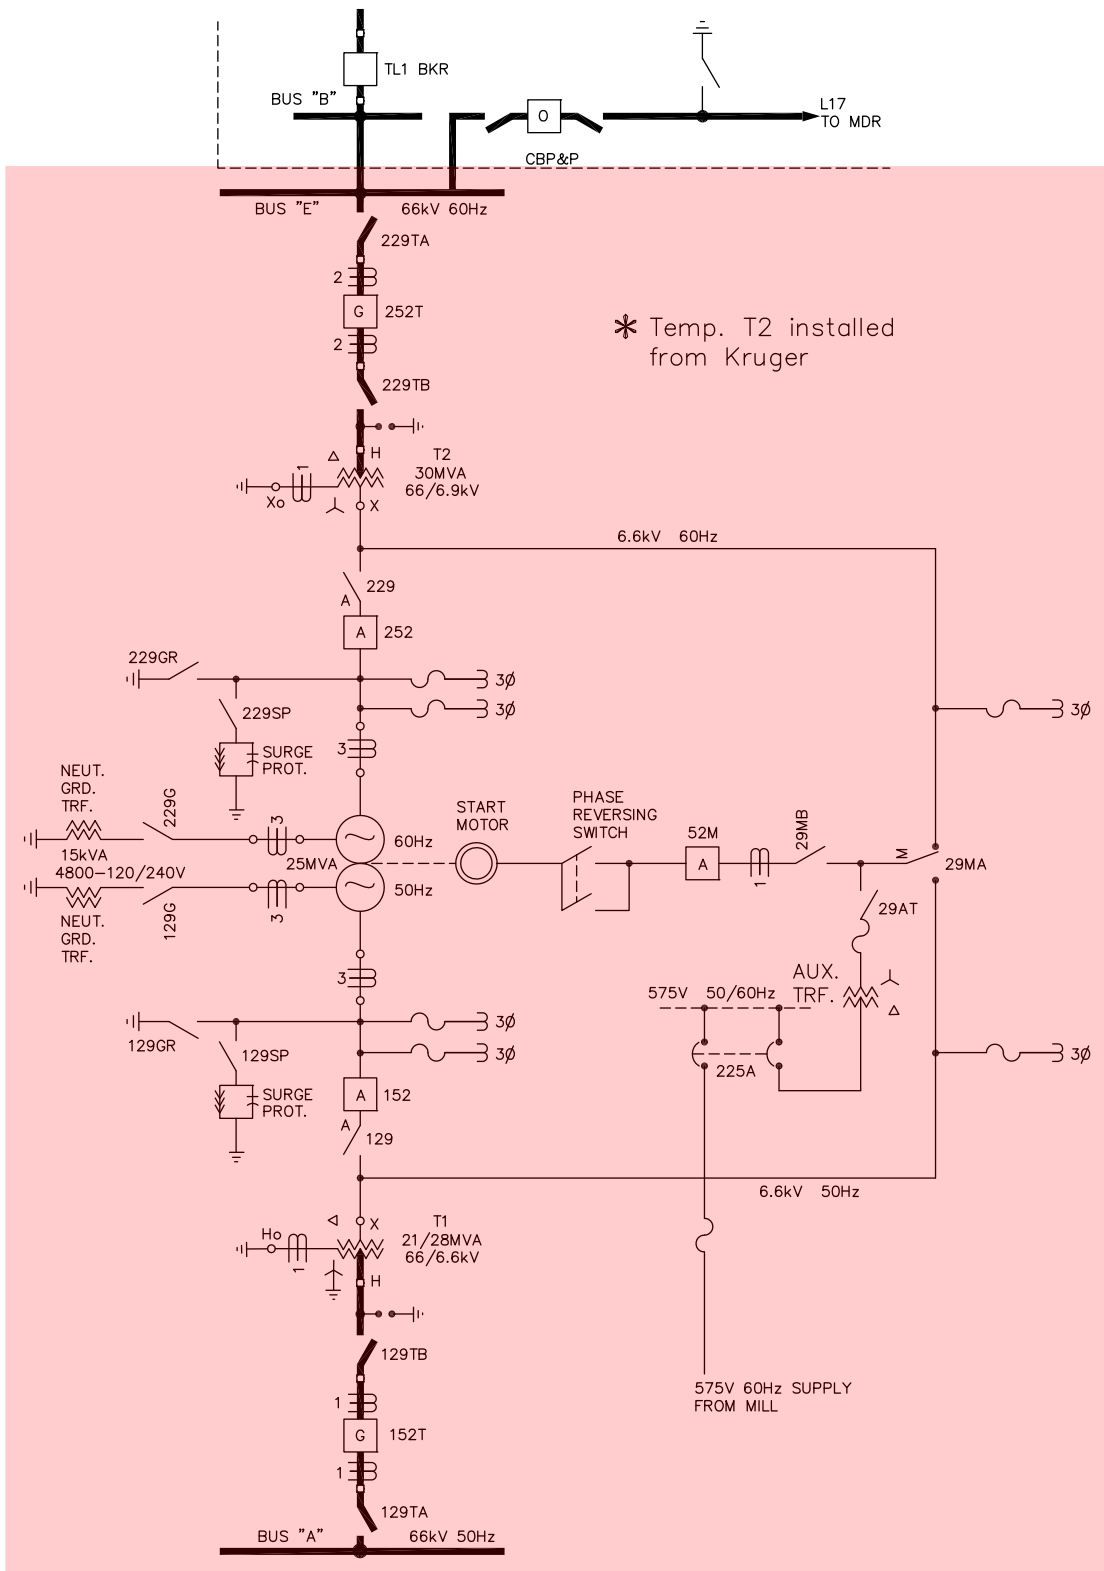 TL1 BKR
BUS "B"
L17
TO MDR
O
CBP&P
BUS "E"
66kV 60Hz
229TA
2
G
252T
2
* Temp. T2 installed
from Kruger
229TB
H
T2
30MVA
66/6.9kV
1
Xo
X
6.6kV 60Hz
229
A
A
252
229GR
3Ø
3Ø
3Ø
229SP
SURGE
PROT.
3
NEUT.
GRD.
TRF.
229G
3
15kVA
4800-120/240V
25MVA
60Hz
50Hz
START
MOTOR
PHASE
REVERSING
SWITCH
52M
A
1
29MB
M
29MA
129G
3
NEUT.
GRD.
TRF.
29AT
3
AUX.
TRF.
575V 50/60Hz
225A
129GR
3Ø
3Ø
3Ø
129SP
SURGE
PROT.
A
152
A
129
6.6kV 50Hz
Ho
X
T1
21/28MVA
66/6.6kV
1
H
129TB
575V 60Hz SUPPLY
FROM MILL
1
G
152T
1
129TA
BUS "A"
66kV 50Hz